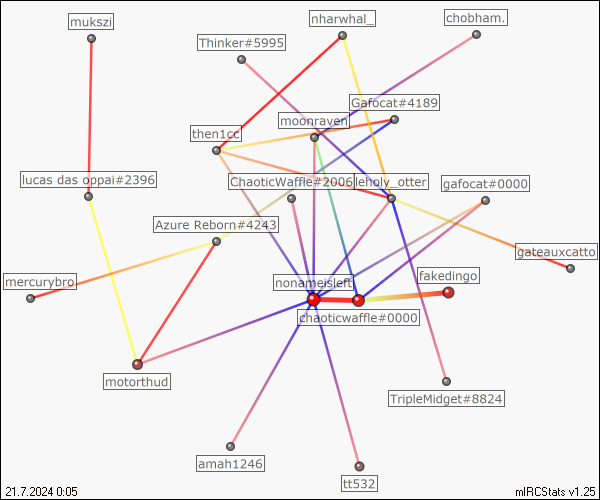 nharwhal_
chobham.
mukszi
Thinker#5995
Gafocat#4189
moonraven
then1cc
lucas das oppai#2396
ChaoticWaffle#2006
leholy_otter
gafocat#0000
Azure Reborn#4243
gateauxcatto
mercurybro
nonameisleft
fakedingo
chaoticwaffle#0000
motorthud
TripleMidget#8824
amah1246
tt532
21.7.2024 0:05
mIRCStats v1.25